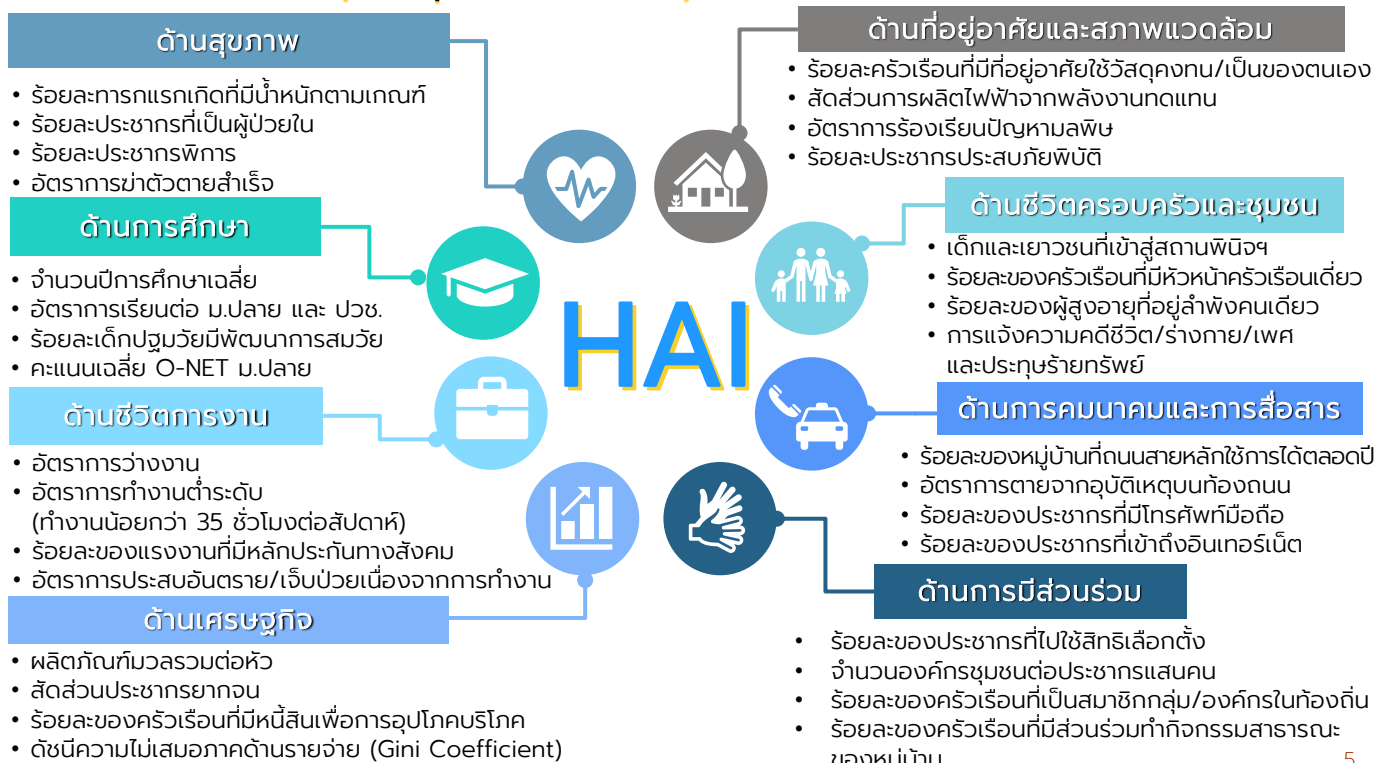 ด้านสุขภาพ
• ร้อยละทารกแรกเกิดที่มีน้ำหนักตามเกณฑ์
• ร้อยละประชากรที่เป็นผู้ป่วยใน
• ร้อยละประชากรพิการ
• อัตราการฆ่าตัวตายสำเร็จ
ด้านการศึกษา
• จำนวนปีการศึกษาเฉลี่ย
• อัตราการเรียนต่อ ม.ปลาย และ ปวช.
• ร้อยละเด็กปฐมวัยมีพัฒนาการสมวัย
• คะแนนเฉลี่ย O-NET ม.ปลาย
ด้านชีวิตการงาน
• อัตราการว่างงาน
• อัตราการทำงานต่ำระดับ
(ทำงานน้อยกว่า 35 ชั่วโมงต่อสัปดาห์)
• ร้อยละของแรงงานที่มีหลักประกันทางสังคม
• อัตราการประสบอันตราย/เจ็บป่วยเนื่องจากการทำงาน
ด้านเศรษฐกิจ
• ผลิตภัณฑ์มวลรวมต่อหัว
• สัดส่วนประชากรยากจน
• ร้อยละของครัวเรือนที่มีหนี้สินเพื่อการอุปโภคบริโภค
• ดัชนีความไม่เสมอภาคด้านรายจ่าย (Gini Coefficient)
HAI
ด้านที่อยู่อาศัยและสภาพแวดล้อม
• ร้อยละครัวเรือนที่มีที่อยู่อาศัยใช้วัสดุคงทน/เป็นของตนเอง
• สัดส่วนการผลิตไฟฟ้าจากพลังงานทดแทน
• อัตราการร้องเรียนปัญหามลพิษ
• ร้อยละประชากรประสบภัยพิบัติ
ด้านชีวิตครอบครัวและชุมชน
• เด็กและเยาวชนที่เข้าสู่สถานพินิจฯ
• ร้อยละของครัวเรือนที่มีหัวหน้าครัวเรือนเดี่ยว
• ร้อยละของผู้สูงอายุที่อยู่ลำพังคนเดียว
• การแจ้งความคดีชีวิต/ร่างกาย/เพศ
และประทุษร้ายทรัพย์
ด้านการคมนาคมและการสื่อสาร
• ร้อยละของหมู่บ้านที่ถนนสายหลักใช้การได้ตลอดปี
• อัตราการตายจากอุบัติเหตุบนท้องถนน
• ร้อยละของประชากรที่มีโทรศัพท์มือถือ
• ร้อยละของประชากรที่เข้าถึงอินเทอร์เน็ต
ด้านการมีส่วนร่วม
• ร้อยละของประชากรที่ไปใช้สิทธิเลือกตั้ง
• จำนวนองค์กรชุมชนต่อประชากรแสนคน
• ร้อยละของครัวเรือนที่เป็นสมาชิกกลุ่ม/องค์กรในท้องถิ่น
• ร้อยละของครัวเรือนที่มีส่วนร่วมทำกิจกรรมสาธารณะ
ของหมู่บ้าน
5